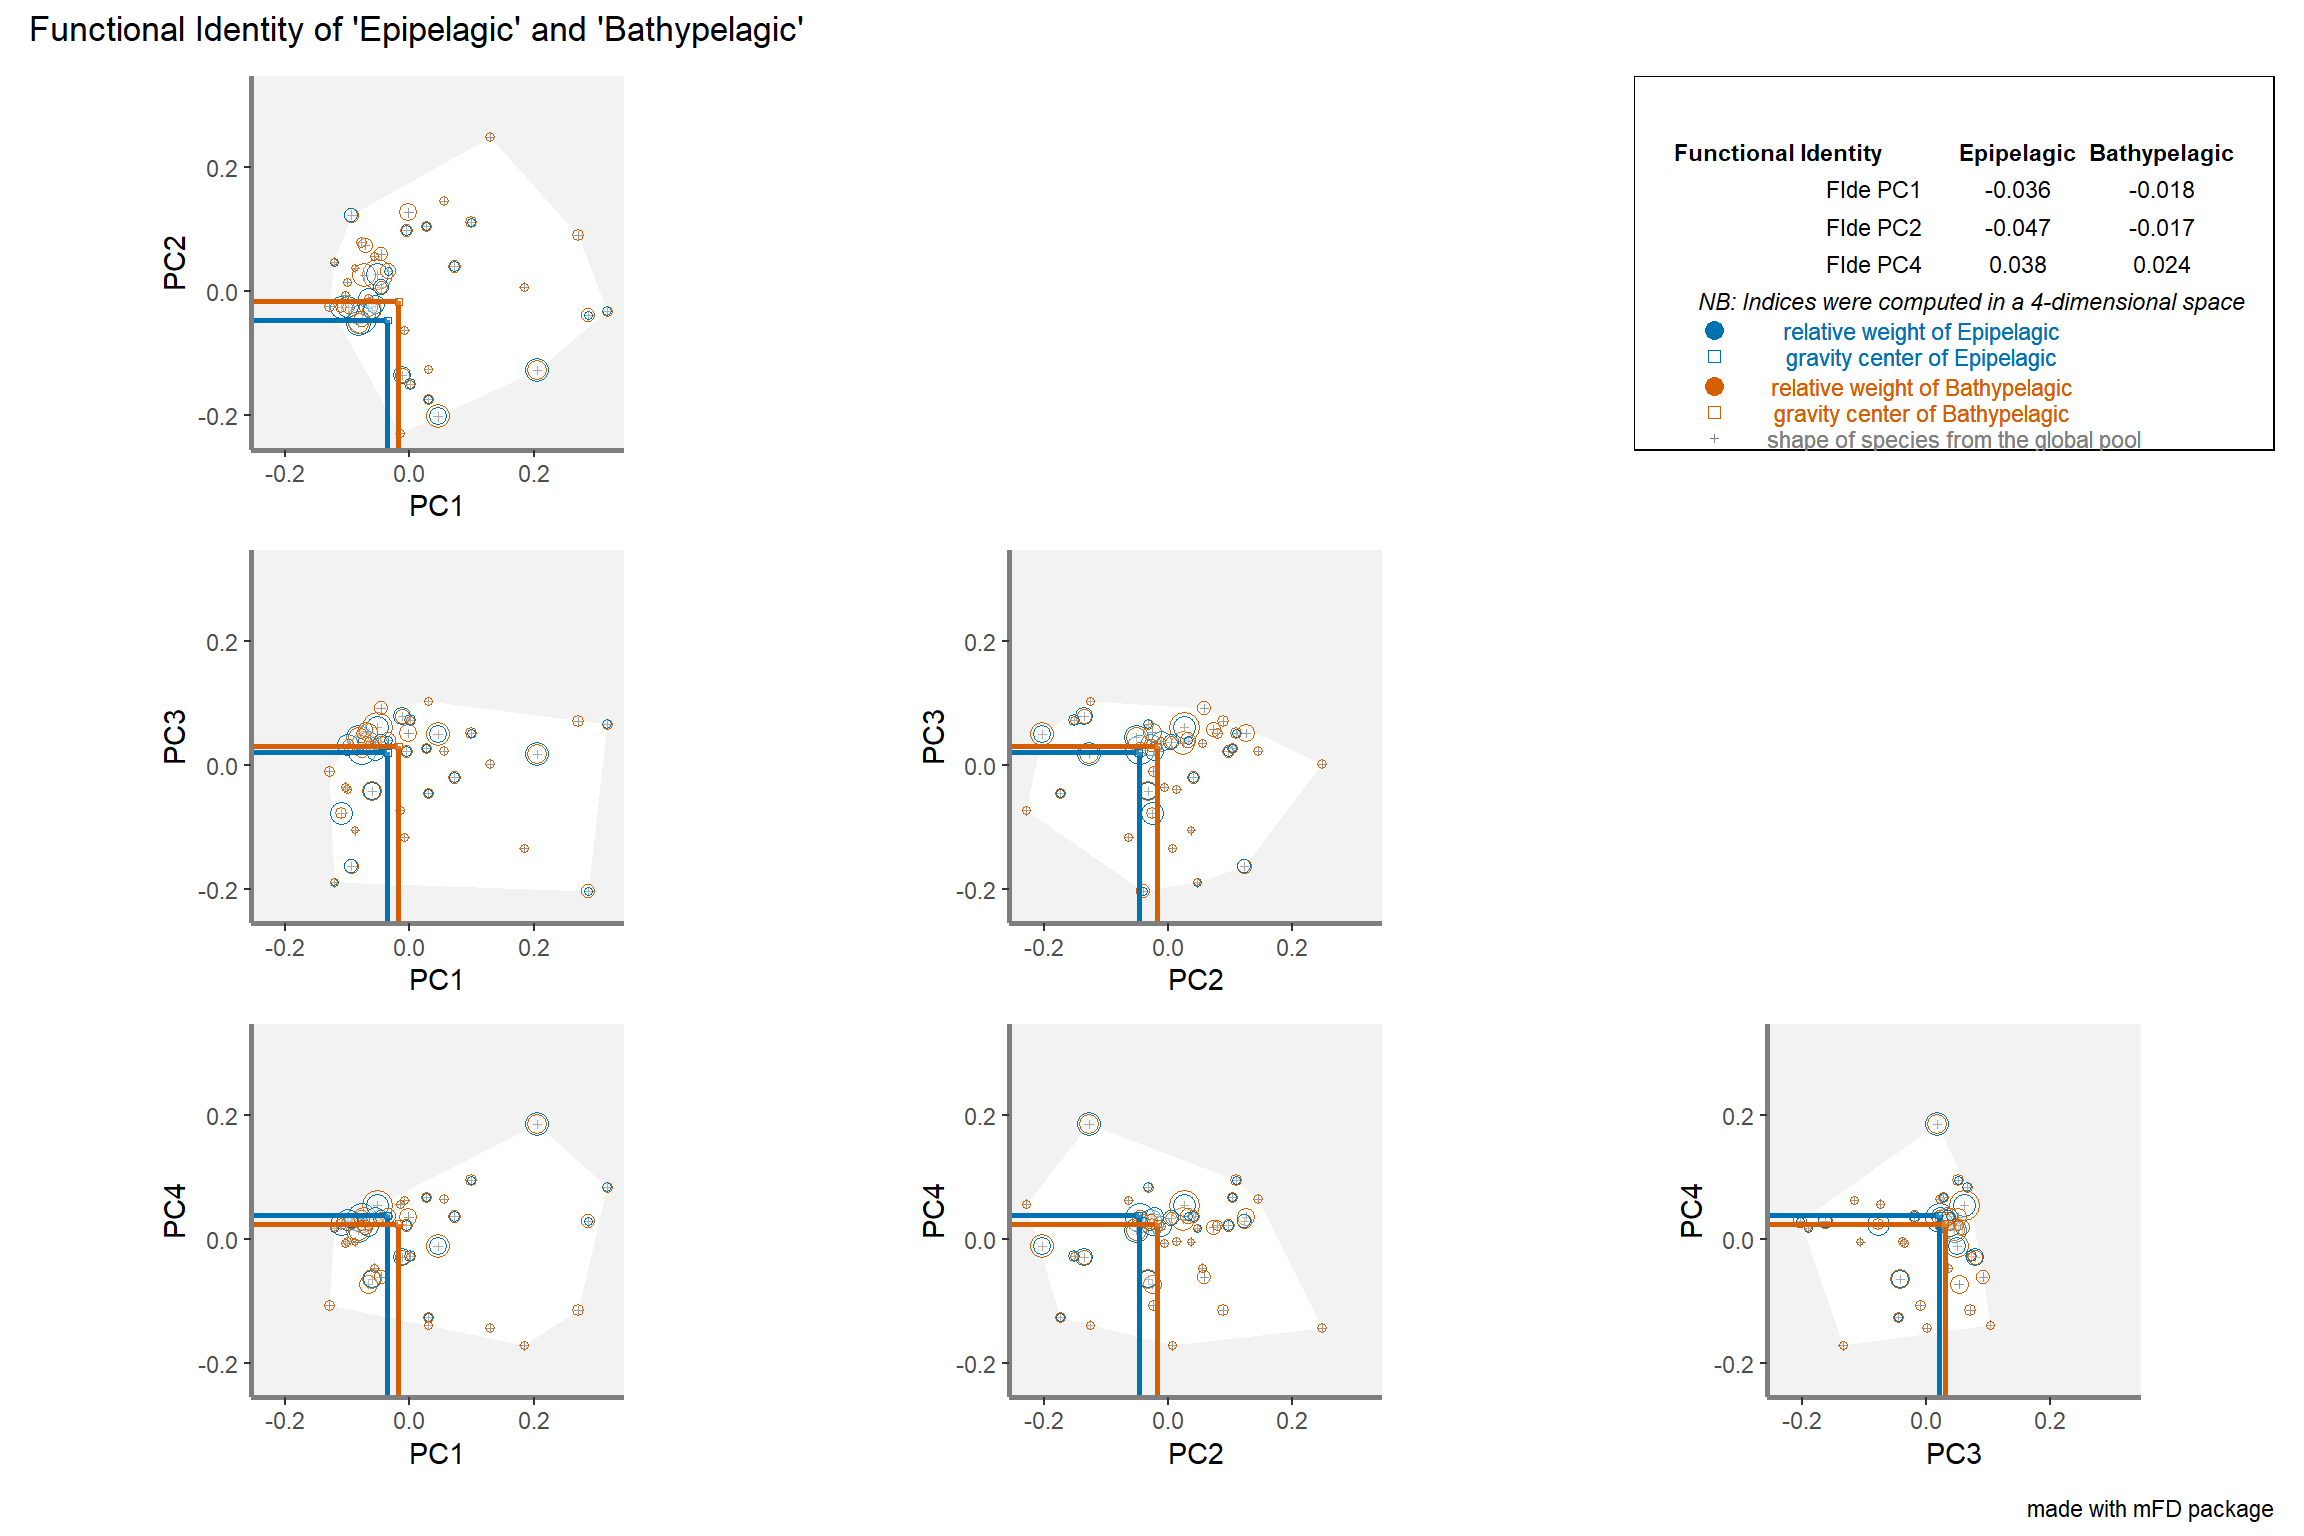 Functional Identity of 'Epipelagic' and 'Bathypelagic'
PC2
0.2
0.0
-0.2
-0.2 0.0 0.2
PC1
Functional Identity Epipelagic Bathypelagic
FIde PC1 -0.036 -0.018
FIde PC2 -0.047 -0.017
FIde PC4 0.038 0.024
NB: Indices were computed in a 4-dimensional space
relative weight of Epipelagic
gravity center of Epipelagic
relative weight of Bathypelagic
gravity center of Bathypelagic
shape of species from the global pool
PC3
0.2
0.0
-0.2
-0.2 0.0 0.2
PC1
PC3
0.2
0.0
-0.2
-0.2 0.0 0.2
PC2
PC4
0.2
0.0
-0.2
-0.2 0.0 0.2
PC1
PC4
0.2
0.0
-0.2
-0.2 0.0 0.2
PC2
PC4
0.2
0.0
-0.2
-0.2 0.0 0.2
PC3
made with mFD package